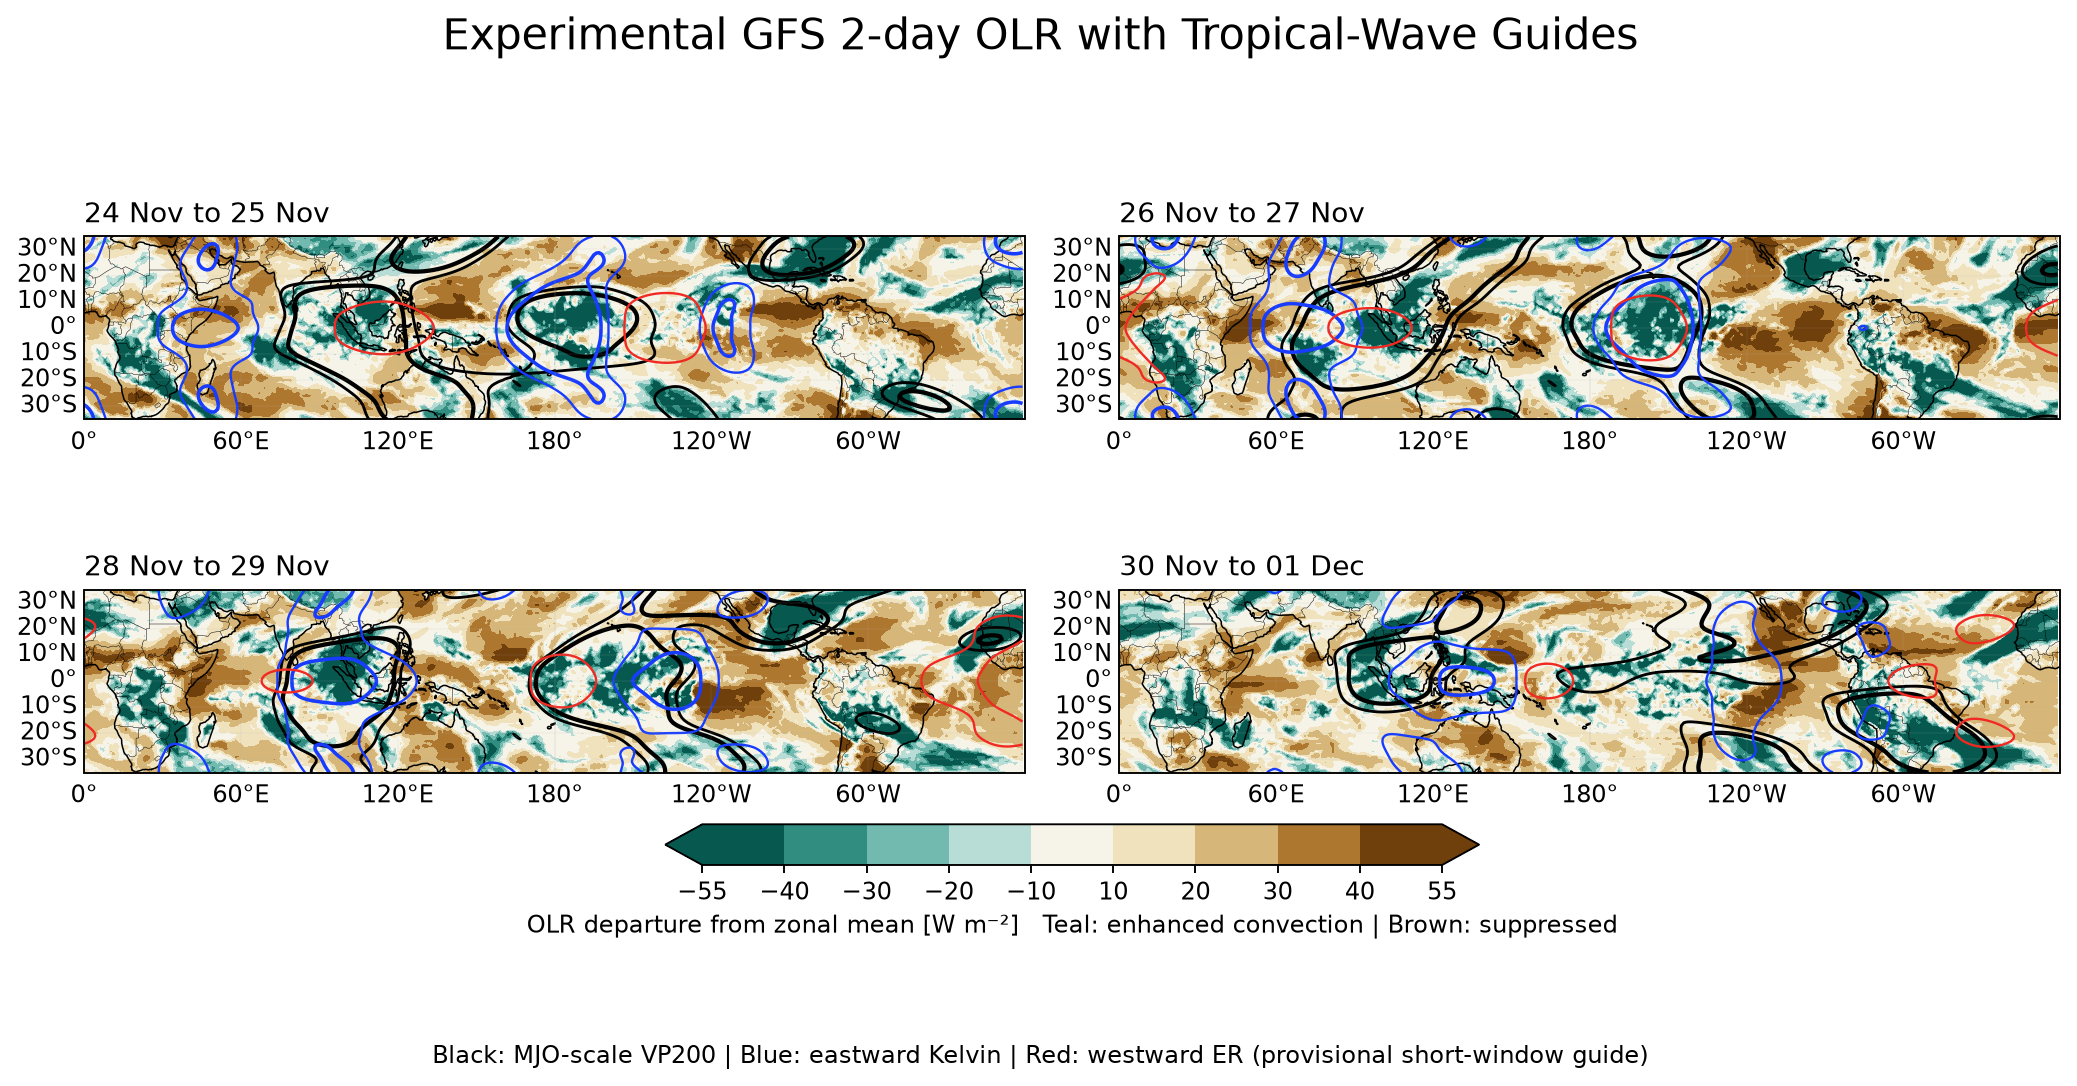 Experimental GFS 2-day OLR with Tropical-Wave Guides
24 Nov to 25 Nov
30°N
20°N
10°N
0°
10°S
20°S
30°S
0° 60°E 120°E 180° 120°W 60°W
26 Nov to 27 Nov
30°N
20°N
10°N
0°
10°S
20°S
30°S
0° 60°E 120°E 180° 120°W 60°W
28 Nov to 29 Nov
30°N
20°N
10°N
0°
10°S
20°S
30°S
0° 60°E 120°E 180° 120°W 60°W
30 Nov to 01 Dec
30°N
20°N
10°N
0°
10°S
20°S
30°S
0° 60°E 120°E 180° 120°W 60°W
−55 −40 −30 −20 −10 10 20 30 40 55
OLR departure from zonal mean [W m⁻²] Teal: enhanced convection | Brown: suppressed
Black: MJO-scale VP200 | Blue: eastward Kelvin | Red: westward ER (provisional short-window guide)